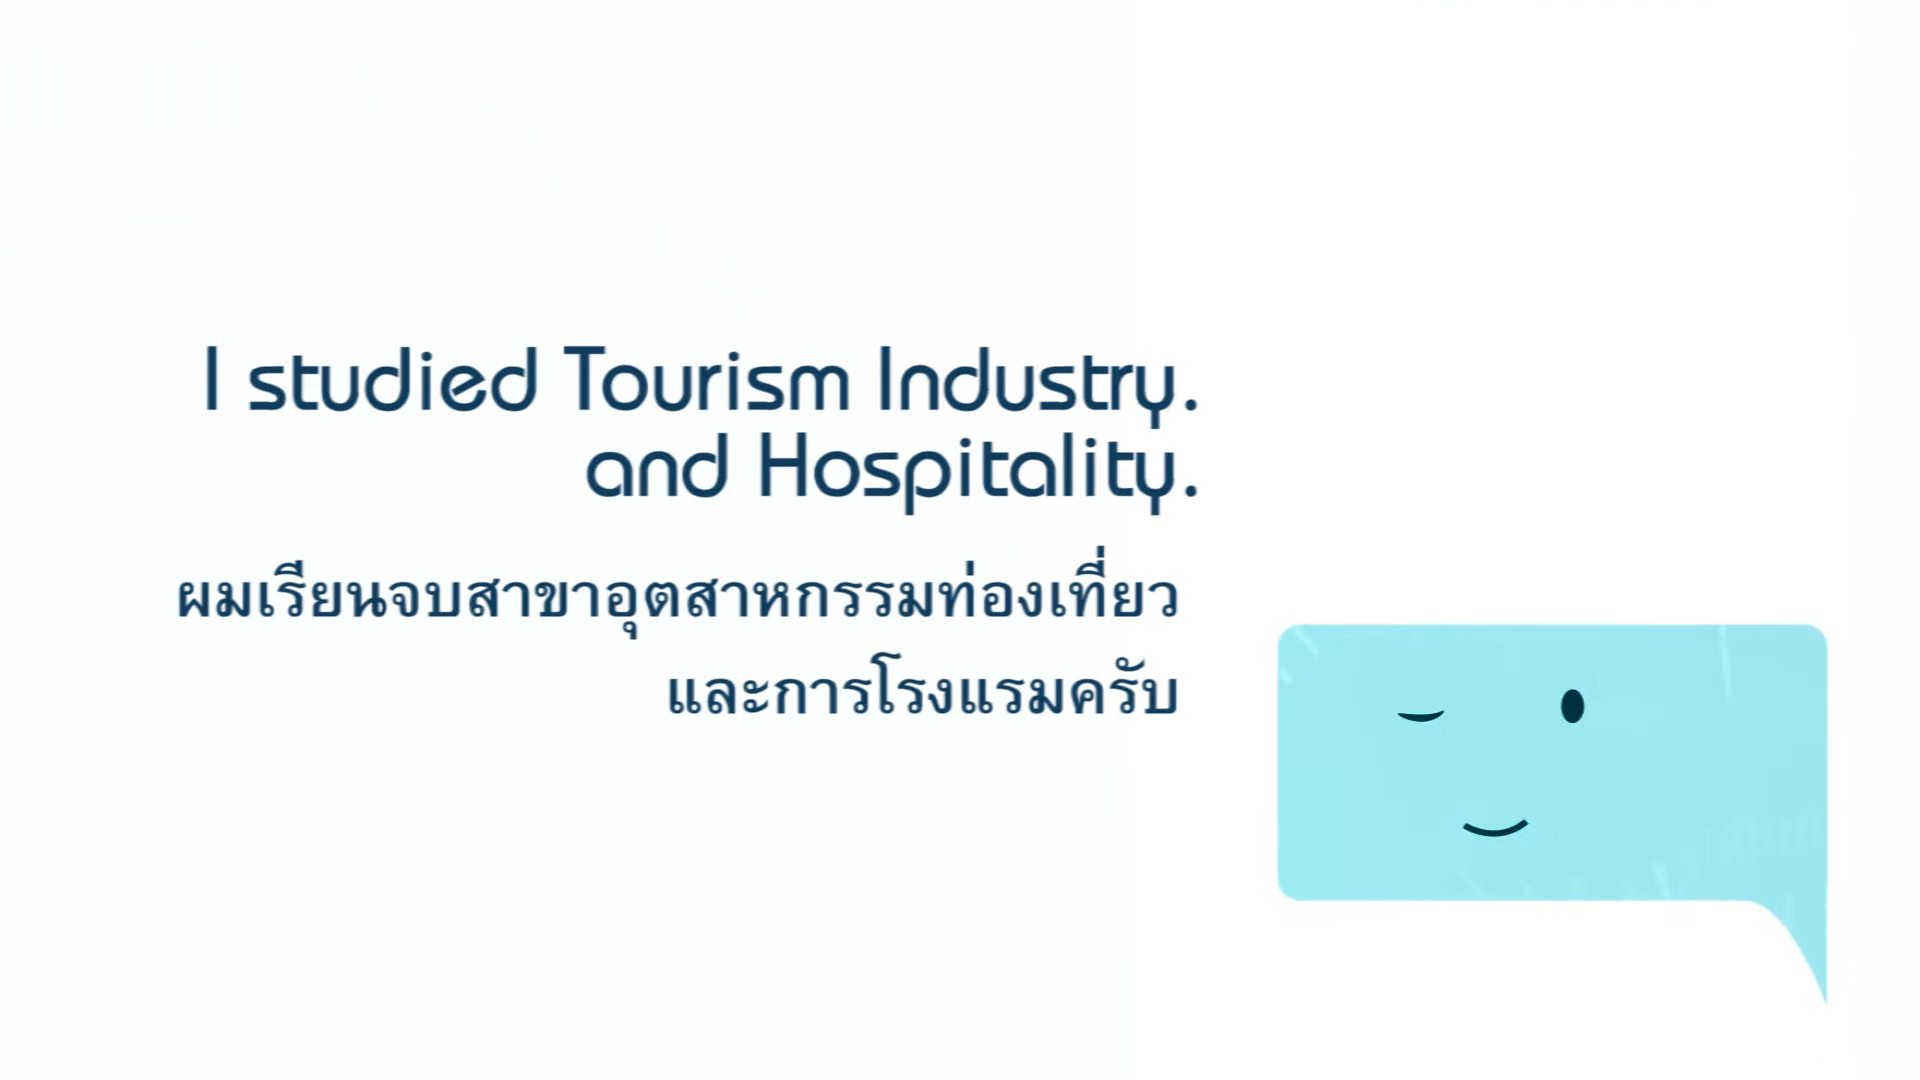 I studied Tourism Industry.
and Hospitality.
ผมเรียนจบสาขาอุตสาหกรรมท่องเที่ยว
และการโรงแรมครับ